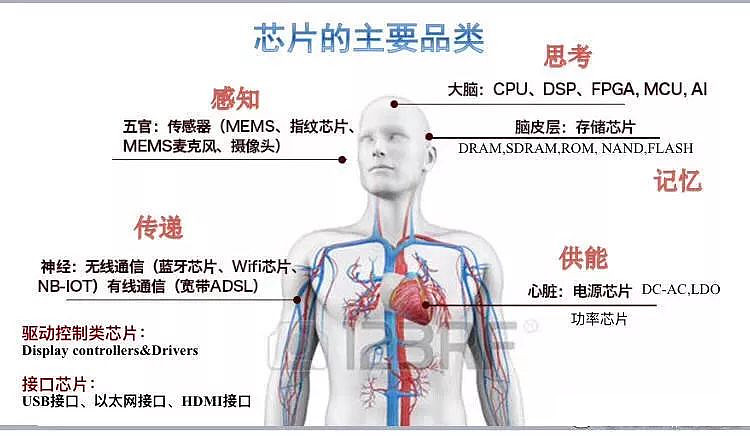 芯片的主要品类
思考
大脑：CPU、DSP、FPGA, MCU, AI
感知
五官：传感器（MEMS、指纹芯片、
MEMS麦克风、摄像头）
脑皮层：存储芯片
DRAM,SDRAM,ROM, NAND,FLASH
记忆
传递
神经：无线通信（蓝牙芯片、Wifi芯片、
NB-IOT）有线通信（宽带ADSL）
供能
心脏：电源芯片 DC-AC,LDO
功率芯片
驱动控制类芯片：
Display controllers&Drivers
接口芯片：
USB接口、以太网接口、HDMI接口
123RF®